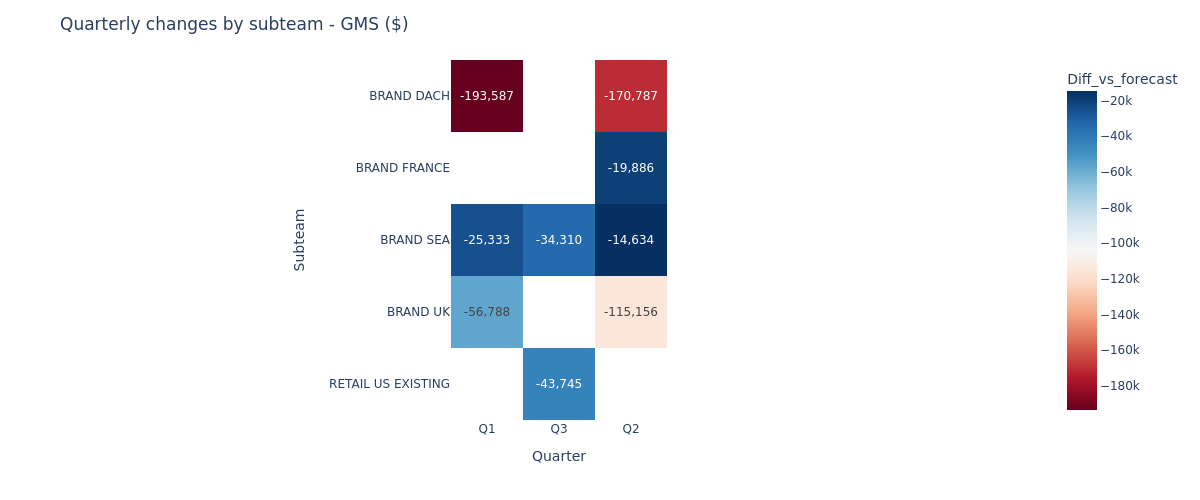 Quarterly changes by subteam - GMS ($)
Diff_vs_forecast
BRAND DACH -193,587 -170,787
BRAND FRANCE -19,886
BRAND SEA -25,333 -34,310 -14,634
BRAND UK -56,788 -115,156
RETAIL US EXISTING -43,745
Subteam
Q1 Q3 Q2
Quarter
−20k
−40k
−60k
−80k
−100k
−120k
−140k
−160k
−180k